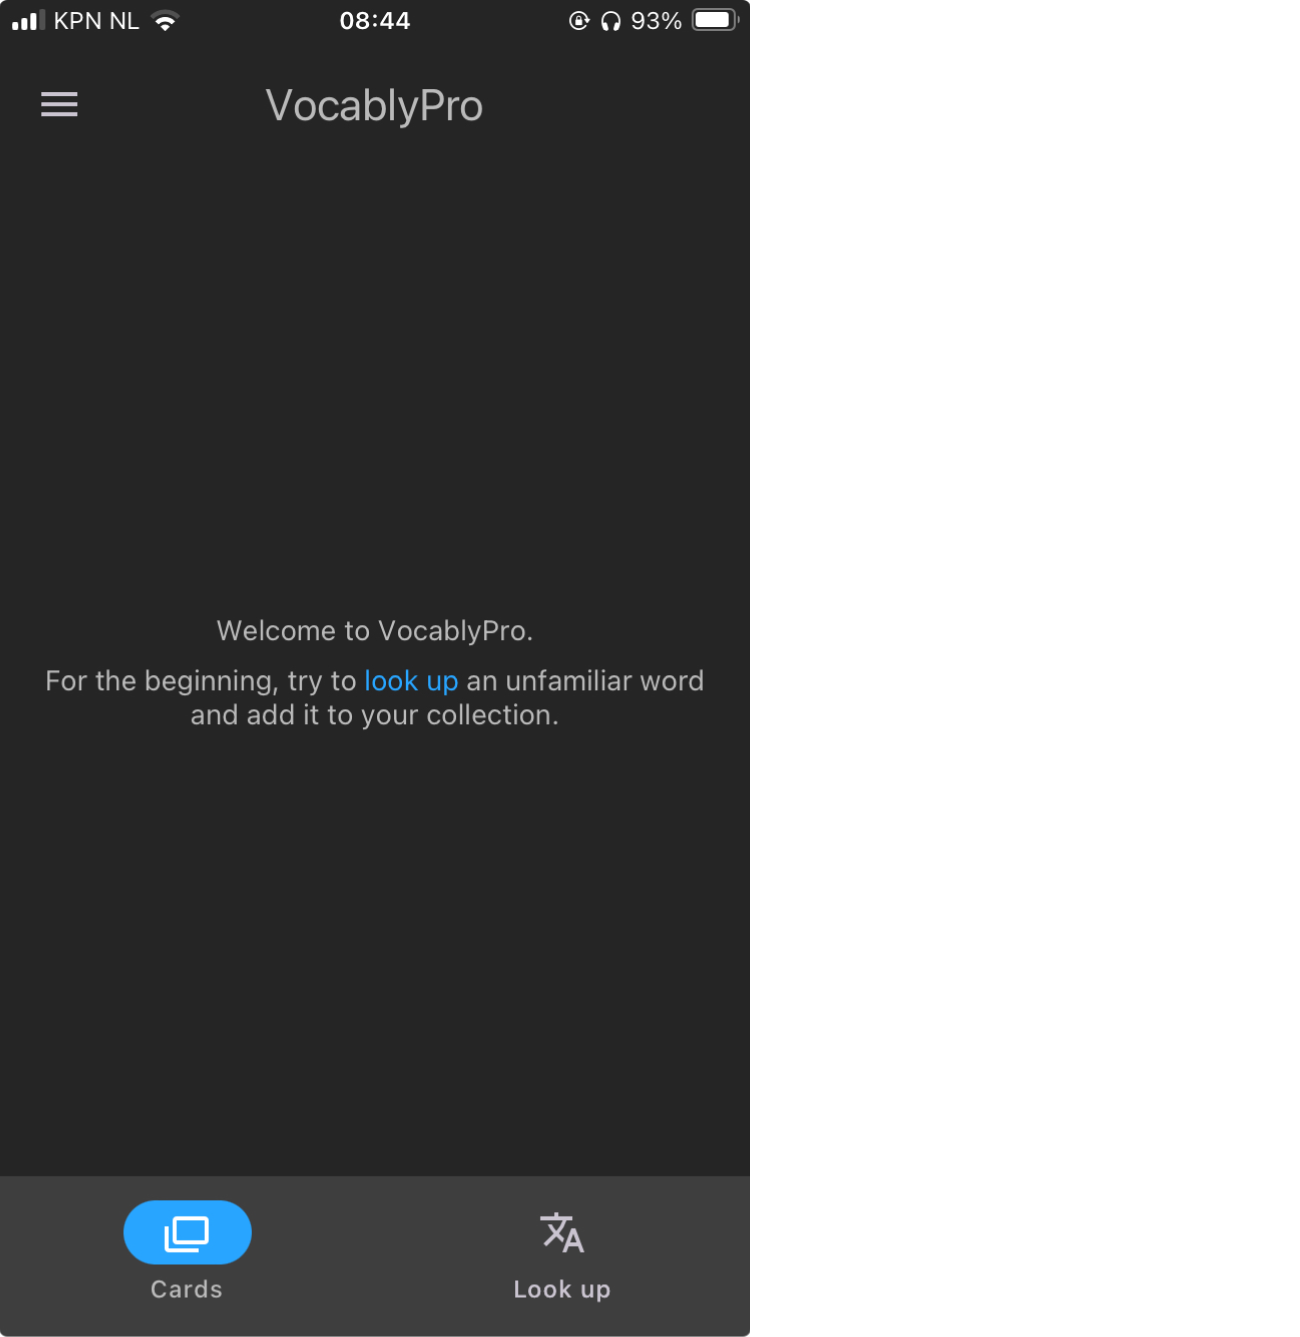 KPN NL 08:44 93%
VocablyPro
Welcome to VocablyPro.
For the beginning, try to look up an unfamiliar word
and add it to your collection.
Cards Look up